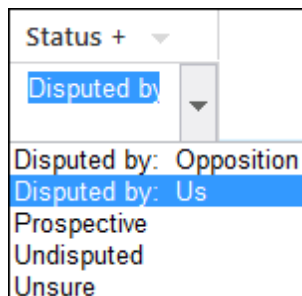 Status +
Disputed by
Disputed by: Opposition
Disputed by: Us
Prospective
Undisputed
Unsure